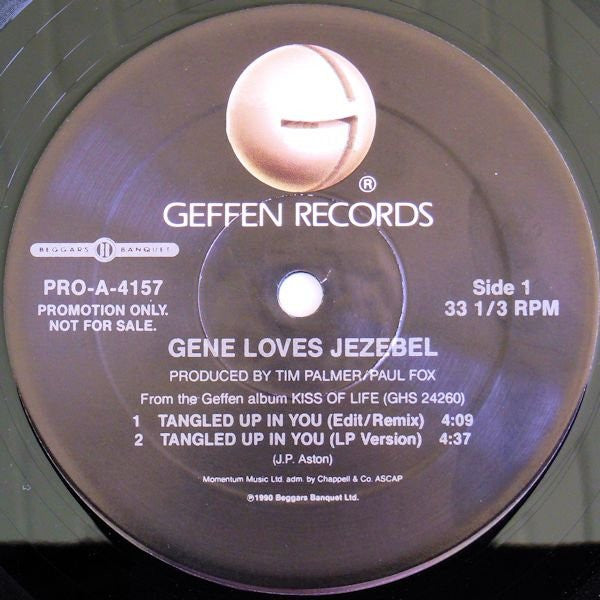 ®
GEFFEN RECORDS
BEGGARS BANQUET
PRO-A-4157
PROMOTION ONLY.
NOT FOR SALE.
Side 1
33 1/3 RPM
GENE LOVES JEZEBEL
PRODUCED BY TIM PALMER/PAUL FOX
From the Geffen album KISS OF LIFE (GHS 24260)
1 TANGLED UP IN YOU (Edit/Remix) 4:09
2 TANGLED UP IN YOU (LP Version) 4:37
(J.P. Aston)
Momentum Music Ltd. adm. by Chappell & Co. ASCAP
℗1990 Beggars Banquet Ltd.